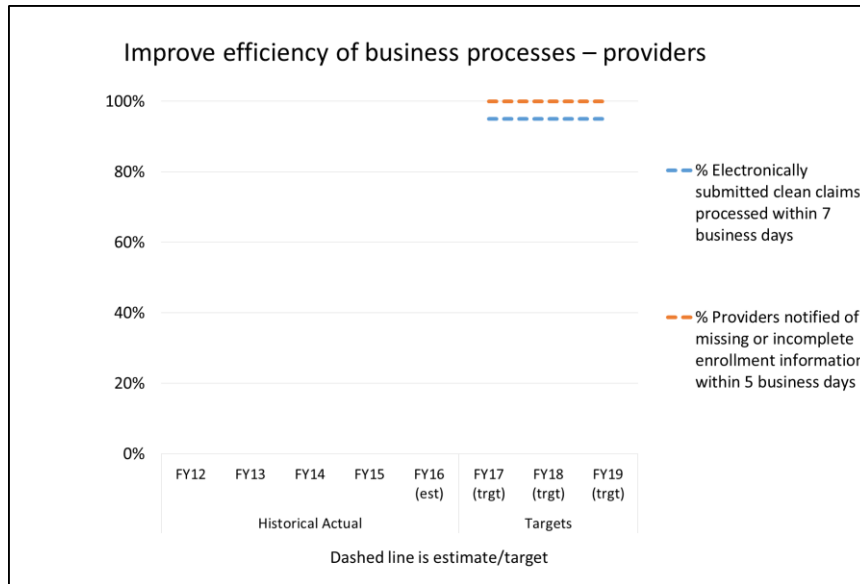 Improve efficiency of business processes – providers
100%
80%
60%
40%
20%
0%
FY12 FY13 FY14 FY15 FY16 FY17 FY18 FY19
(est) (trgt) (trgt) (trgt)
Historical Actual Targets
Dashed line is estimate/target
% Electronically
submitted clean claims
processed within 7
business days
% Providers notified of
missing or incomplete
enrollment information
within 5 business days